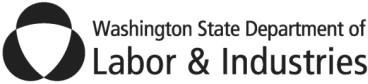 Washington State Department of
Labor & Industries